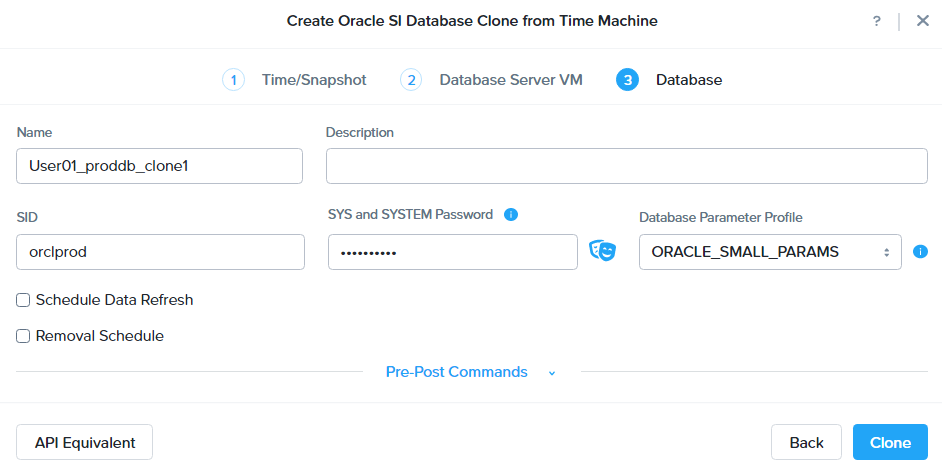 Create Oracle SI Database Clone from Time Machine ?
1 Time/Snapshot 2 Database Server VM 3 Database
Name Description
User01_proddb_clone1
SID SYS and SYSTEM Password i Database Parameter Profile
orclprod •••••••••• ORACLE_SMALL_PARAMS i
Schedule Data Refresh
Removal Schedule
Pre-Post Commands
API Equivalent Back Clone